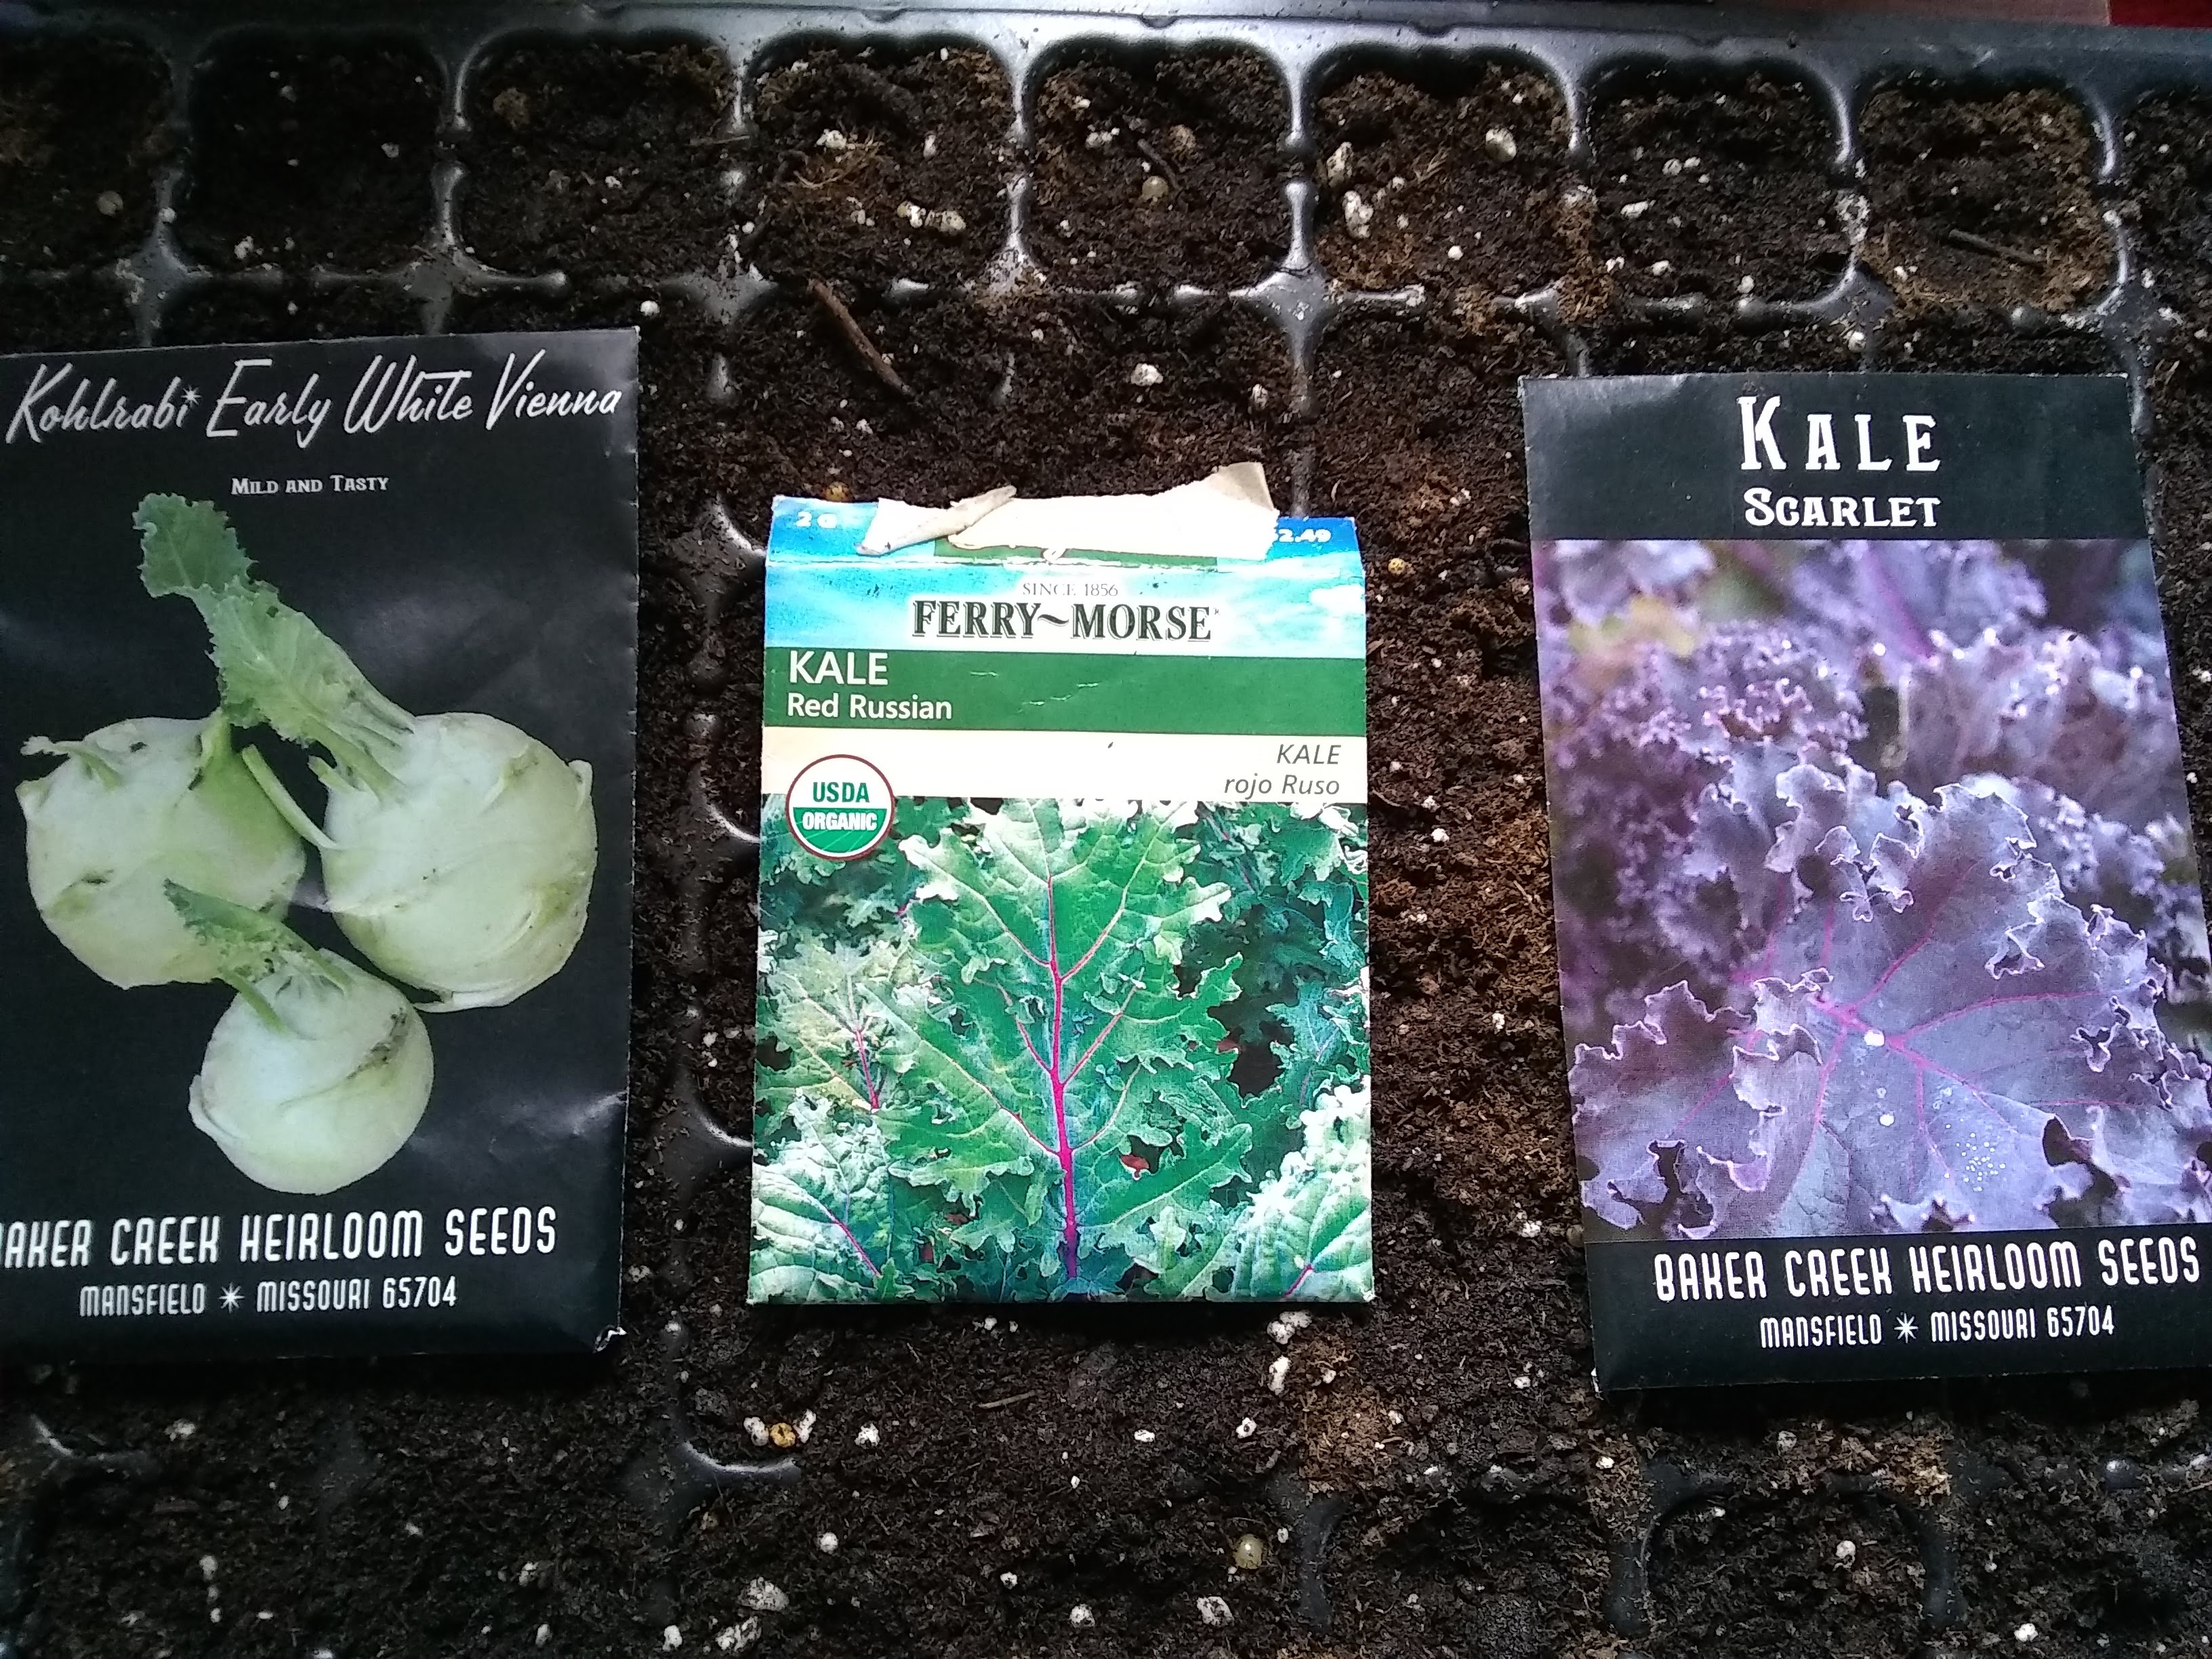 Kohlrabi* Early White Vienna
MILD AND TASTY
BAKER CREEK HEIRLOOM SEEDS
MANSFIELD * MISSOURI 65704
2 G
$2.49
SINCE 1856
FERRY~MORSE
KALE
Red Russian
KALE
rojo Ruso
USDA
ORGANIC
KALE
SCARLET
BAKER CREEK HEIRLOOM SEEDS
MANSFIELD * MISSOURI 65704